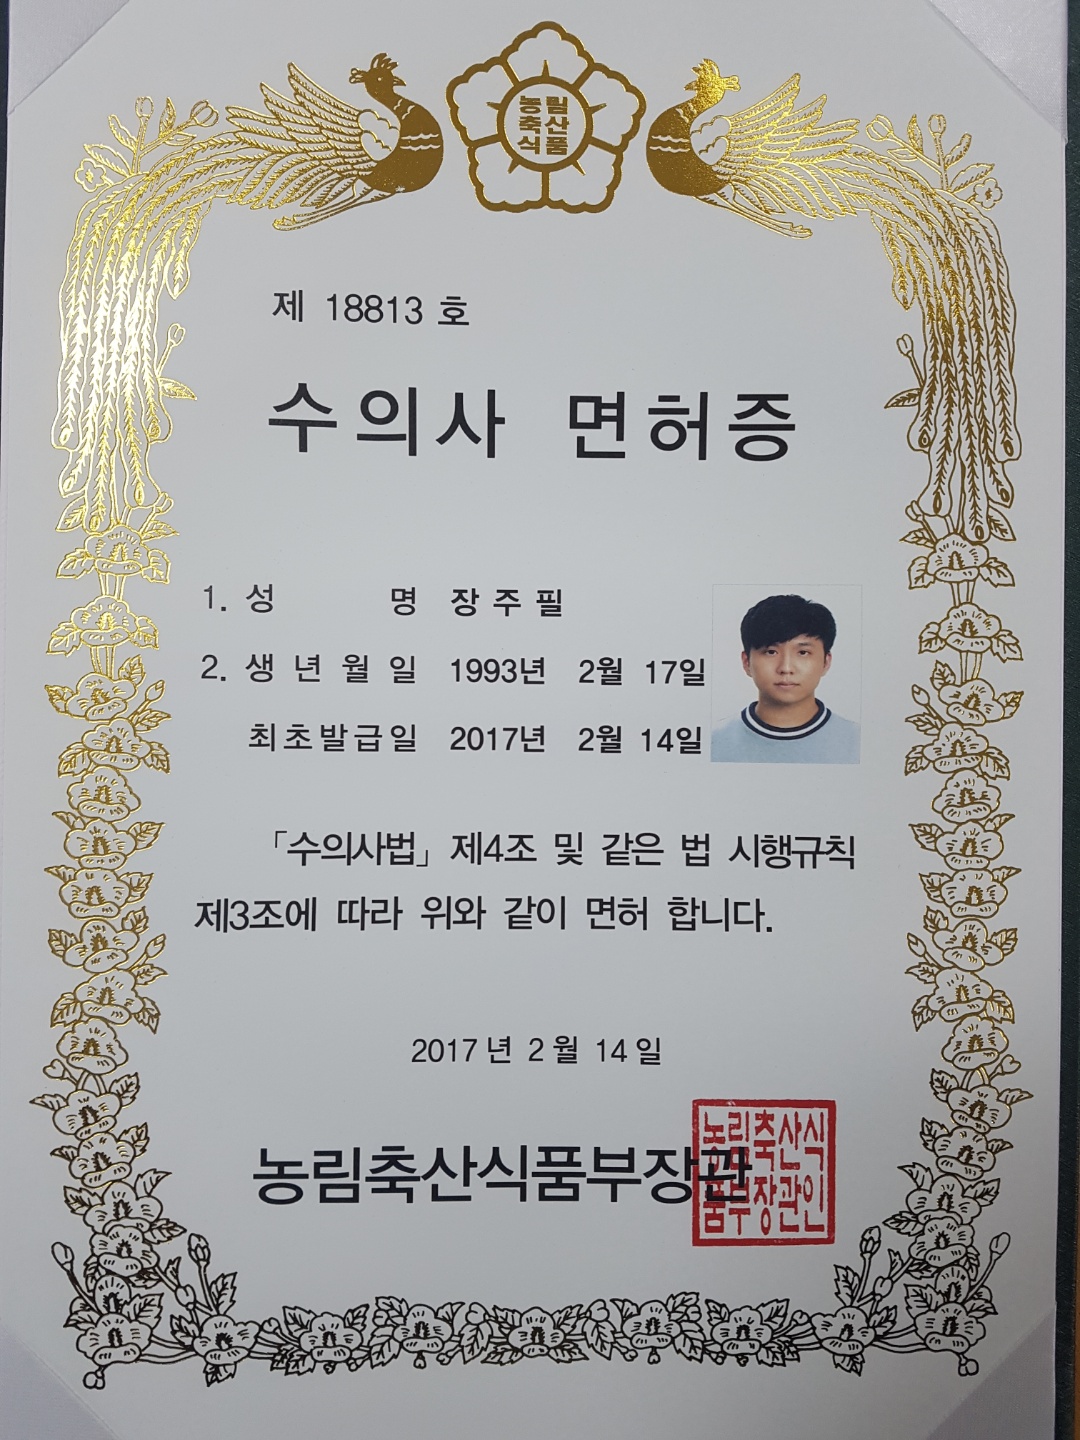 농림
축산
식품
제 18813 호
수의사 면허증
1. 성 명 장 주 필
2. 생 년 월 일 1993년 2월 17일
최초발급일 2017년 2월 14일
「수의사법」 제4조 및 같은 법 시행규칙
제3조에 따라 위와 같이 면허 합니다.
2017 년 2 월 14 일
농림축산식품부장관
농림축산식
품부장관인